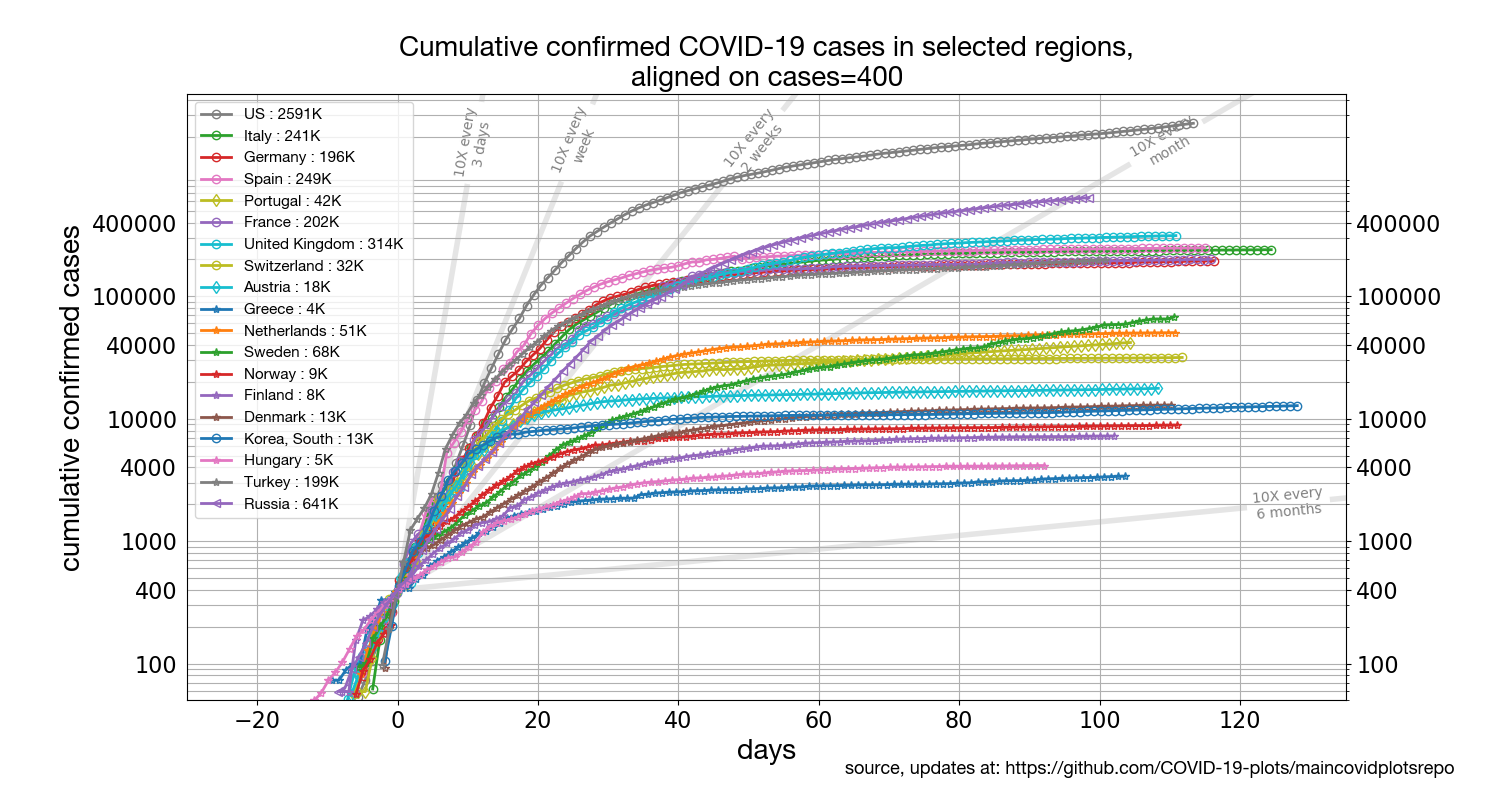 Cumulative confirmed COVID-19 cases in selected regions,
aligned on cases=400
US : 2591K
Italy : 241K
Germany : 196K
Spain : 249K
Portugal : 42K
France : 202K
United Kingdom : 314K
Switzerland : 32K
Austria : 18K
Greece : 4K
Netherlands : 51K
Sweden : 68K
Norway : 9K
Finland : 8K
Denmark : 13K
Korea, South : 13K
Hungary : 5K
Turkey : 199K
Russia : 641K
10X every
3 days
10X every
week
10X every
2 weeks
10X every
month
10X every
6 months
cumulative confirmed cases
400000
100000
40000
10000
4000
1000
400
100
400000
100000
40000
10000
4000
1000
400
100
−20
0
20
40
60
80
100
120
days
source, updates at: https://github.com/COVID-19-plots/maincovidplotsrepo